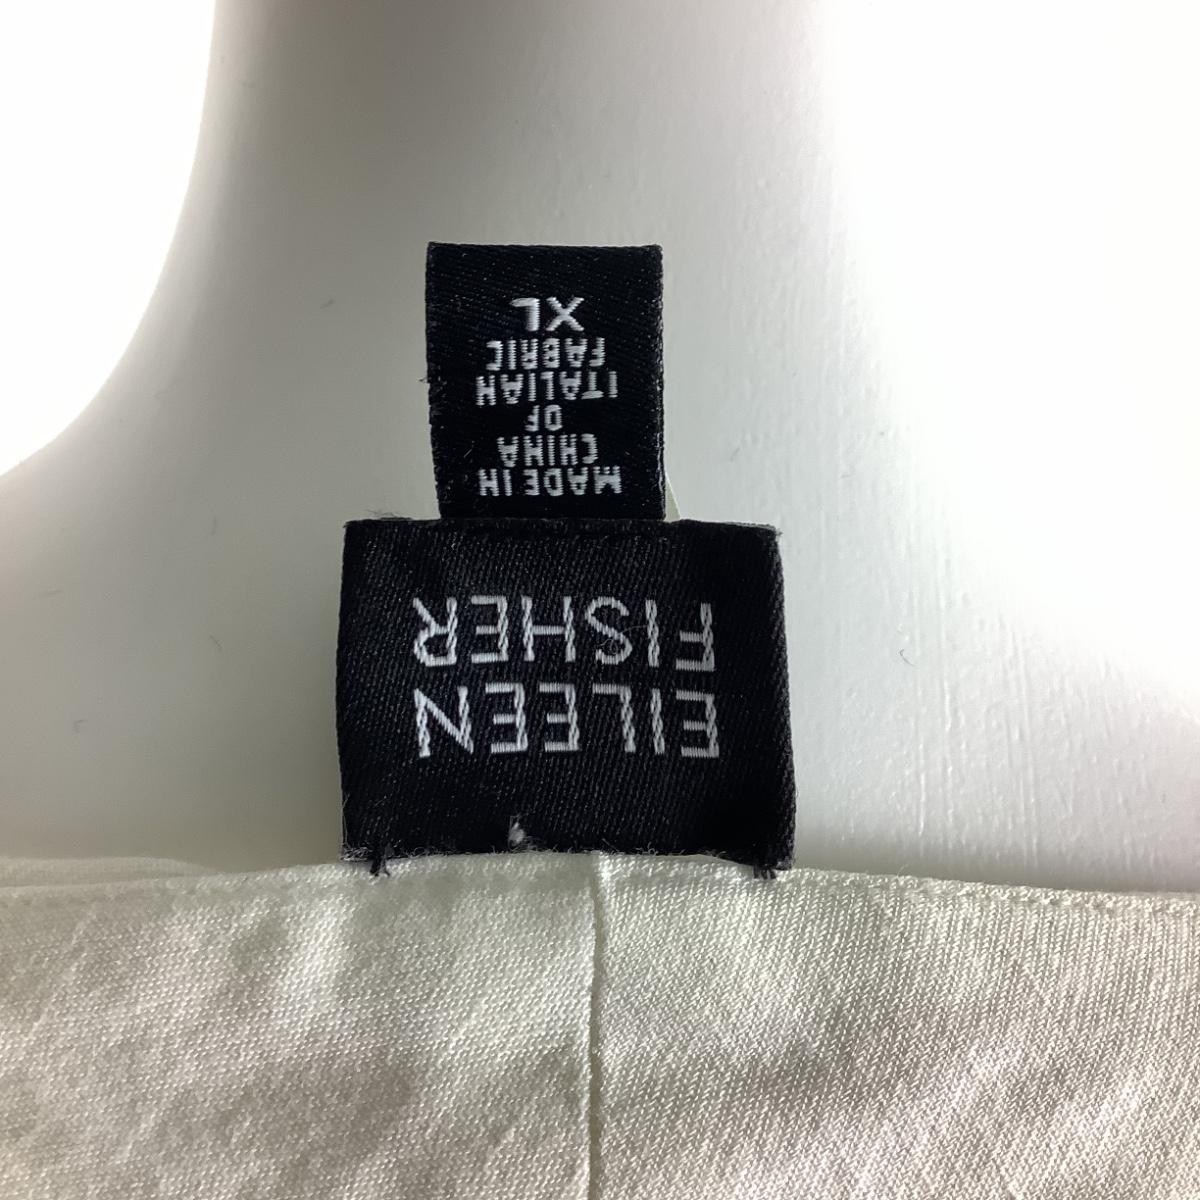 EILEEN
FISHER
MADE IN
CHINA
OF
ITALIAN
FABRIC
XL